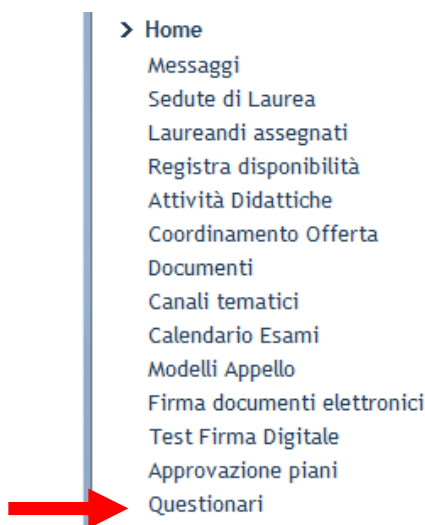 Home
Messaggi
Sedute di Laurea
Laureandi assegnati
Registra disponibilità
Attività Didattiche
Coordinamento Offerta
Documenti
Canali tematici
Calendario Esami
Modelli Appello
Firma documenti elettronici
Test Firma Digitale
Approvazione piani
Questionari